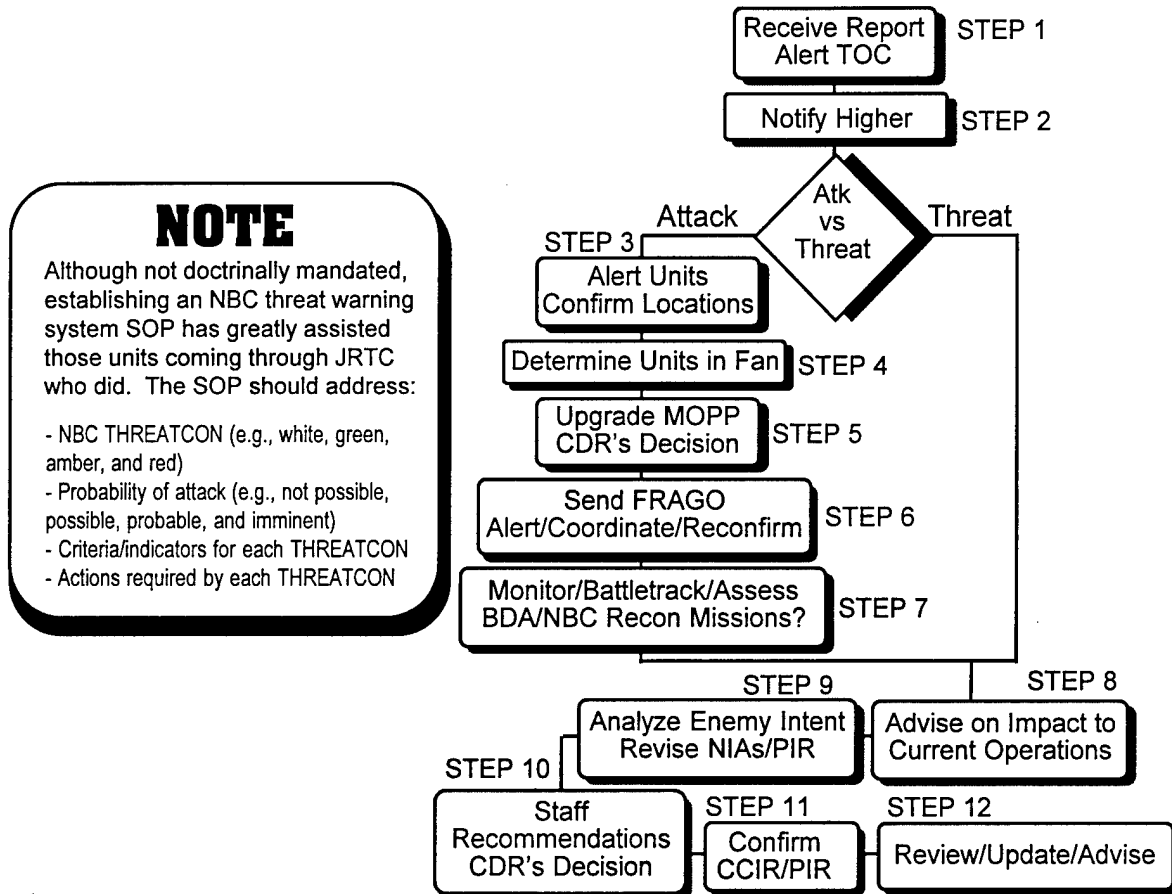 Receive Report
Alert TOC
STEP 1
Notify Higher
STEP 2
Atk
vs
Threat
Attack
Threat
STEP 3
Alert Units
Confirm Locations
Determine Units in Fan
STEP 4
Upgrade MOPP
CDR's Decision
STEP 5
Send FRAGO
Alert/Coordinate/Reconfirm
STEP 6
Monitor/Battletrack/Assess
BDA/NBC Recon Missions?
STEP 7
STEP 8
Advise on Impact to
Current Operations
STEP 9
Analyze Enemy Intent
Revise NIAs/PIR
STEP 10
Staff
Recommendations
CDR's Decision
STEP 11
Confirm
CCIR/PIR
STEP 12
Review/Update/Advise
NOTE
Although not doctrinally mandated,
establishing an NBC threat warning
system SOP has greatly assisted
those units coming through JRTC
who did. The SOP should address:
- NBC THREATCON (e.g., white, green,
amber, and red)
- Probability of attack (e.g., not possible,
possible, probable, and imminent)
- Criteria/indicators for each THREATCON
- Actions required by each THREATCON